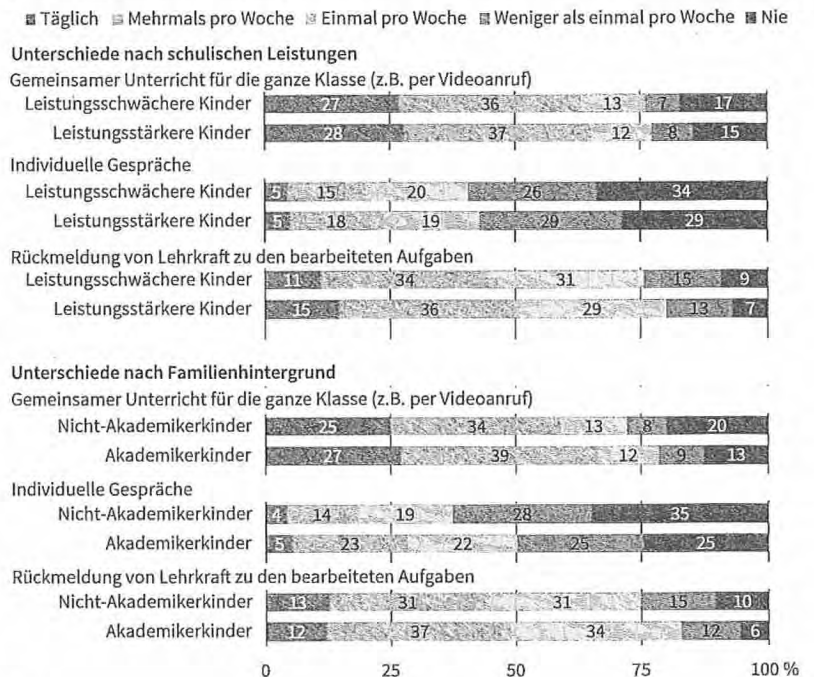 Täglich Mehrmals pro Woche Einmal pro Woche Weniger als einmal pro Woche Nie
Unterschiede nach schulischen Leistungen
Gemeinsamer Unterricht für die ganze Klasse (z.B. per Videoanruf)
Leistungsschwächere Kinder 27 36 13 7 17
Leistungsstärkere Kinder 28 37 12 8 15
Individuelle Gespräche
Leistungsschwächere Kinder 5 15 20 26 34
Leistungsstärkere Kinder 5 18 19 29 29
Rückmeldung von Lehrkraft zu den bearbeiteten Aufgaben
Leistungsschwächere Kinder 11 34 31 15 9
Leistungsstärkere Kinder 15 36 29 13 7
Unterschiede nach Familienhintergrund
Gemeinsamer Unterricht für die ganze Klasse (z.B. per Videoanruf)
Nicht-Akademikerkinder 25 34 13 8 20
Akademikerkinder 27 39 12 9 13
Individuelle Gespräche
Nicht-Akademikerkinder 4 14 19 28 35
Akademikerkinder 5 23 22 25 25
Rückmeldung von Lehrkraft zu den bearbeiteten Aufgaben
Nicht-Akademikerkinder 13 31 31 15 10
Akademikerkinder 12 37 34 12 6
0 25 50 75 100 %